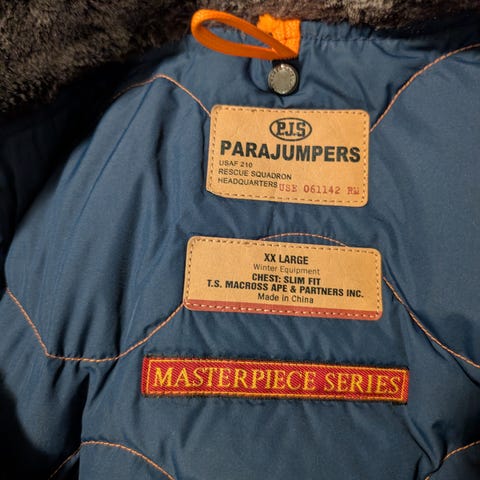 P.J.S
PARAJUMPERS
USAF 210
RESCUE SQUADRON
HEADQUARTERS USE 061142 RW
XX LARGE
Winter Equipment
CHEST: SLIM FIT
T.S. MACROSS APE & PARTNERS INC.
Made in China
MASTERPIECE SERIES